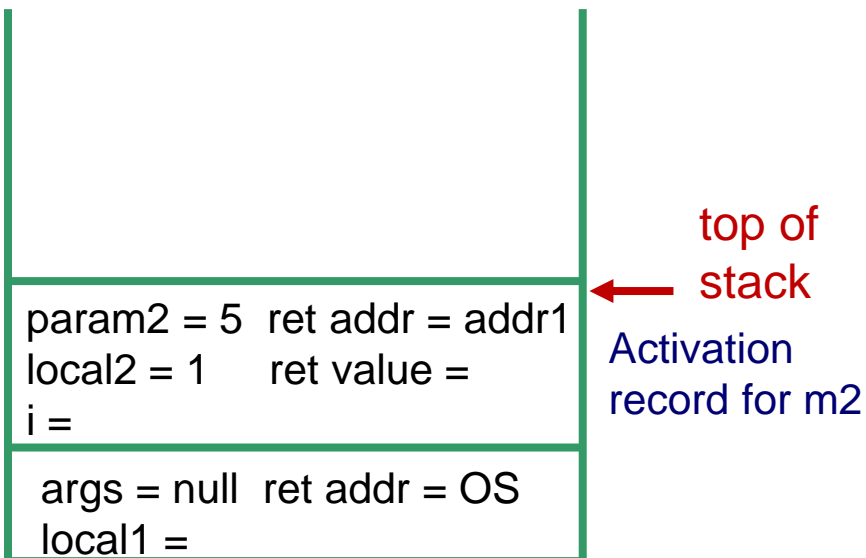 top of
stack
param2 = 5 ret addr = addr1
local2 = 1 ret value =
i =
Activation
record for m2
args = null ret addr = OS
local1 =